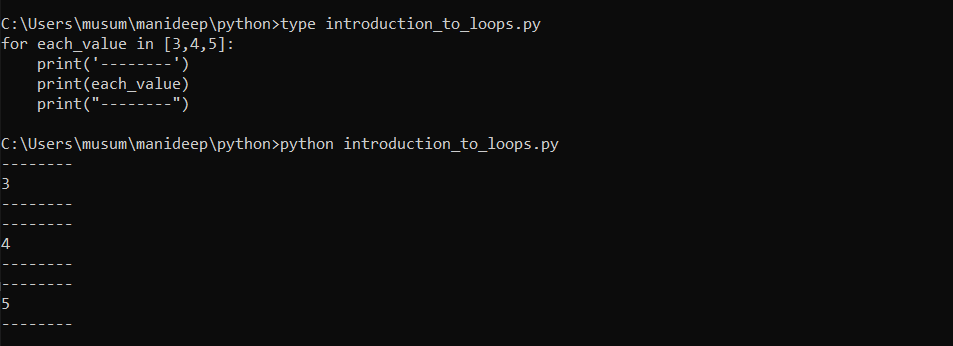 C:\Users\musum\manideep\python>type introduction_to_loops.py
for each_value in [3,4,5]:
    print('--------')
    print(each_value)
    print("--------")

C:\Users\musum\manideep\python>python introduction_to_loops.py
--------
3
--------
--------
4
--------
--------
5
--------